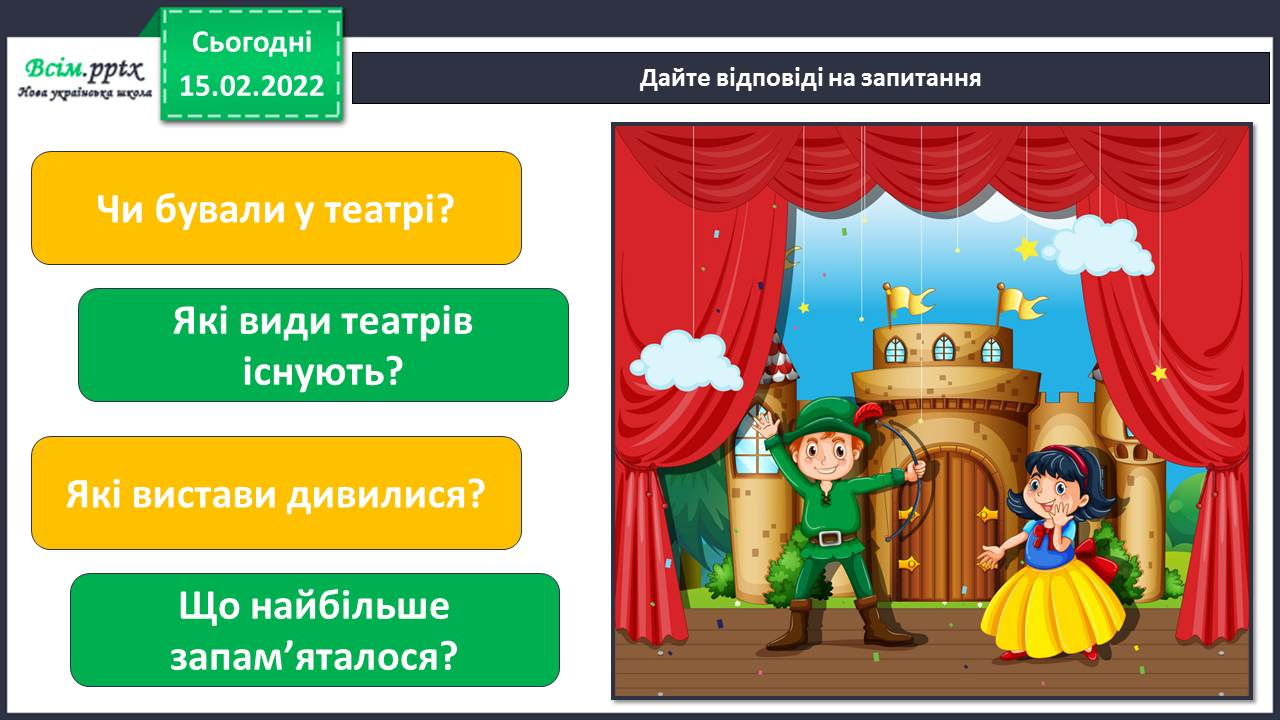 Всім.pptx
Нова українська школа
Сьогодні
15.02.2022
Дайте відповіді на запитання
Чи бували у театрі?
Які види театрів
існують?
Які вистави дивилися?
Що найбільше
запам’яталося?